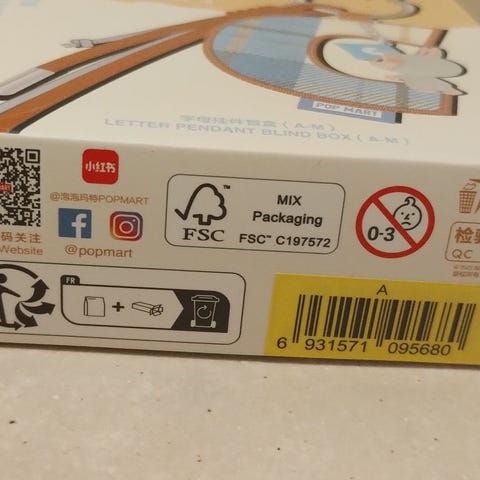 POP MART
字母挂件盲盒 (A-M)
LETTER PENDANT BLIND BOX (A-M)
小红书
@泡泡玛特POPMART
码关注
Website
@popmart
FSC™
MIX
Packaging
FSC™ C197572
0-3
检验
QC
FR
+
A
6 931571 095680